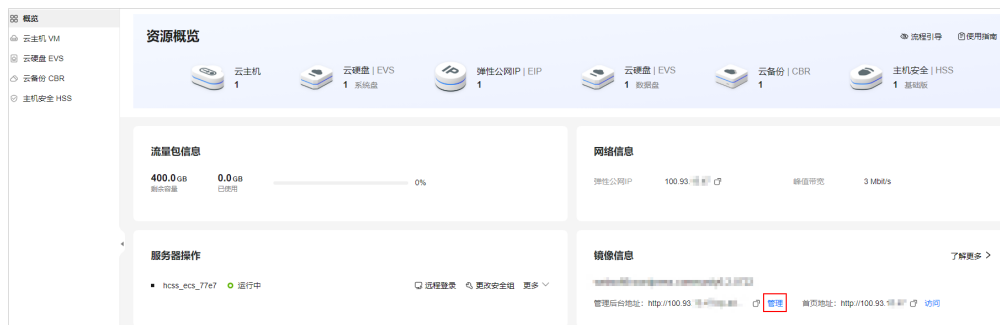 概览
云主机 VM
云硬盘 EVS
云备份 CBR
主机安全 HSS
资源概览
流程引导 使用指南
云主机
1
云硬盘 | EVS
1 系统盘
弹性公网IP | EIP
1
云硬盘 | EVS
1 数据盘
云备份 | CBR
1
主机安全 | HSS
1 基础版
流量包信息
400.0 GB
剩余容量
0.0 GB
已使用
0%
网络信息
弹性公网IP 100.93. 峰值带宽 3 Mbit/s
服务器操作
hcss_ecs_77e7 运行中 远程登录 更改安全组 更多
镜像信息 了解更多
管理后台地址：http://100.93. 管理 首页地址：http://100.93. 访问